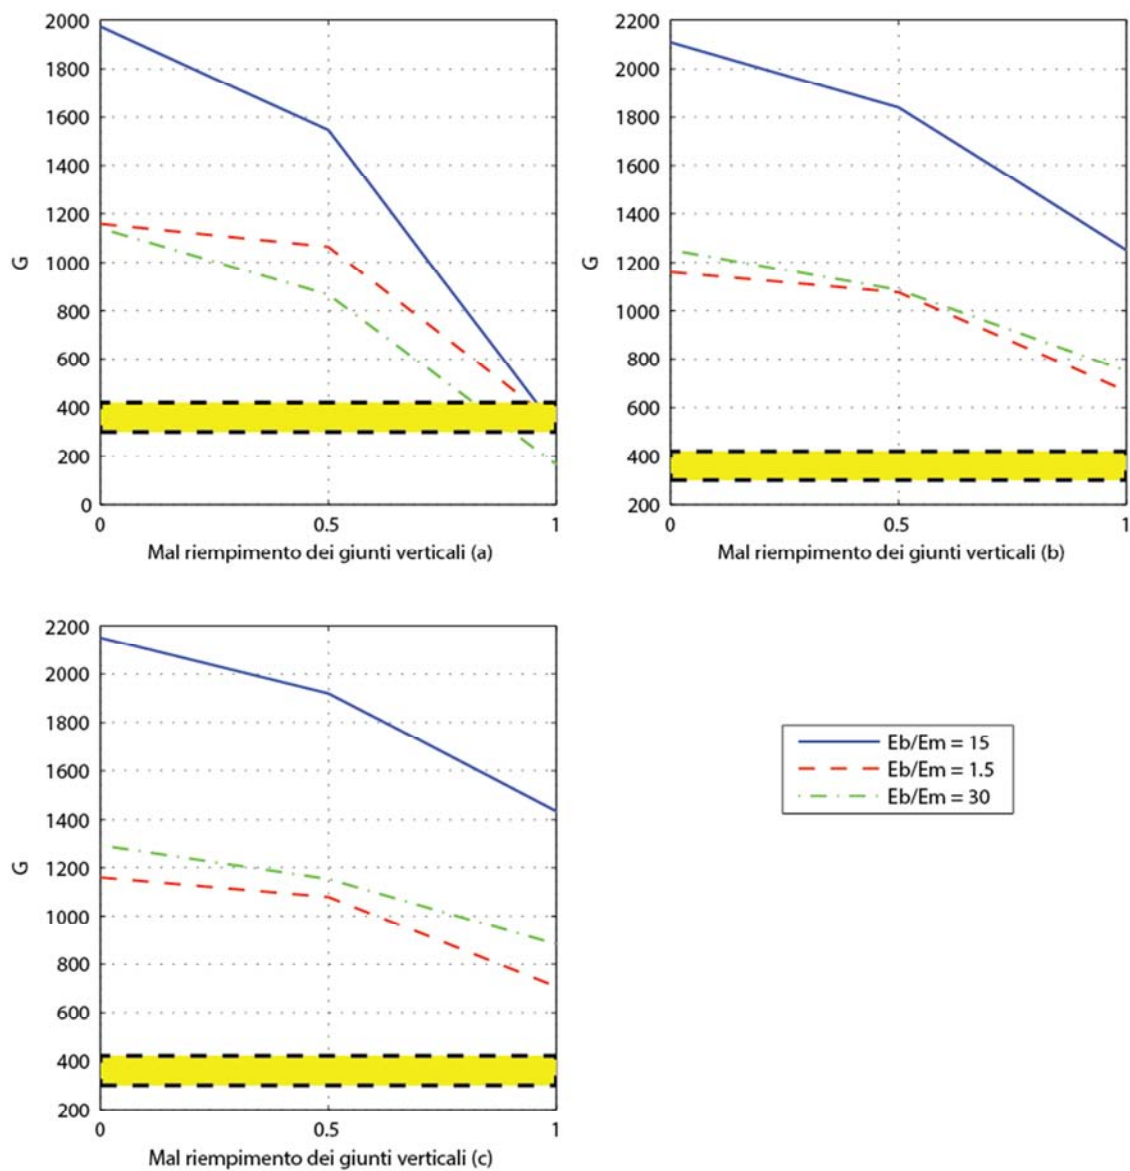 2000
1800
1600
1400
1200
1000
800
600
400
200
0
G
0 0.5 1
Mal riempimento dei giunti verticali (a)
2200
2000
1800
1600
1400
1200
1000
800
600
400
200
G
0 0.5 1
Mal riempimento dei giunti verticali (b)
2200
2000
1800
1600
1400
1200
1000
800
600
400
200
G
0 0.5 1
Mal riempimento dei giunti verticali (c)
Eb/Em = 15
Eb/Em = 1.5
Eb/Em = 30